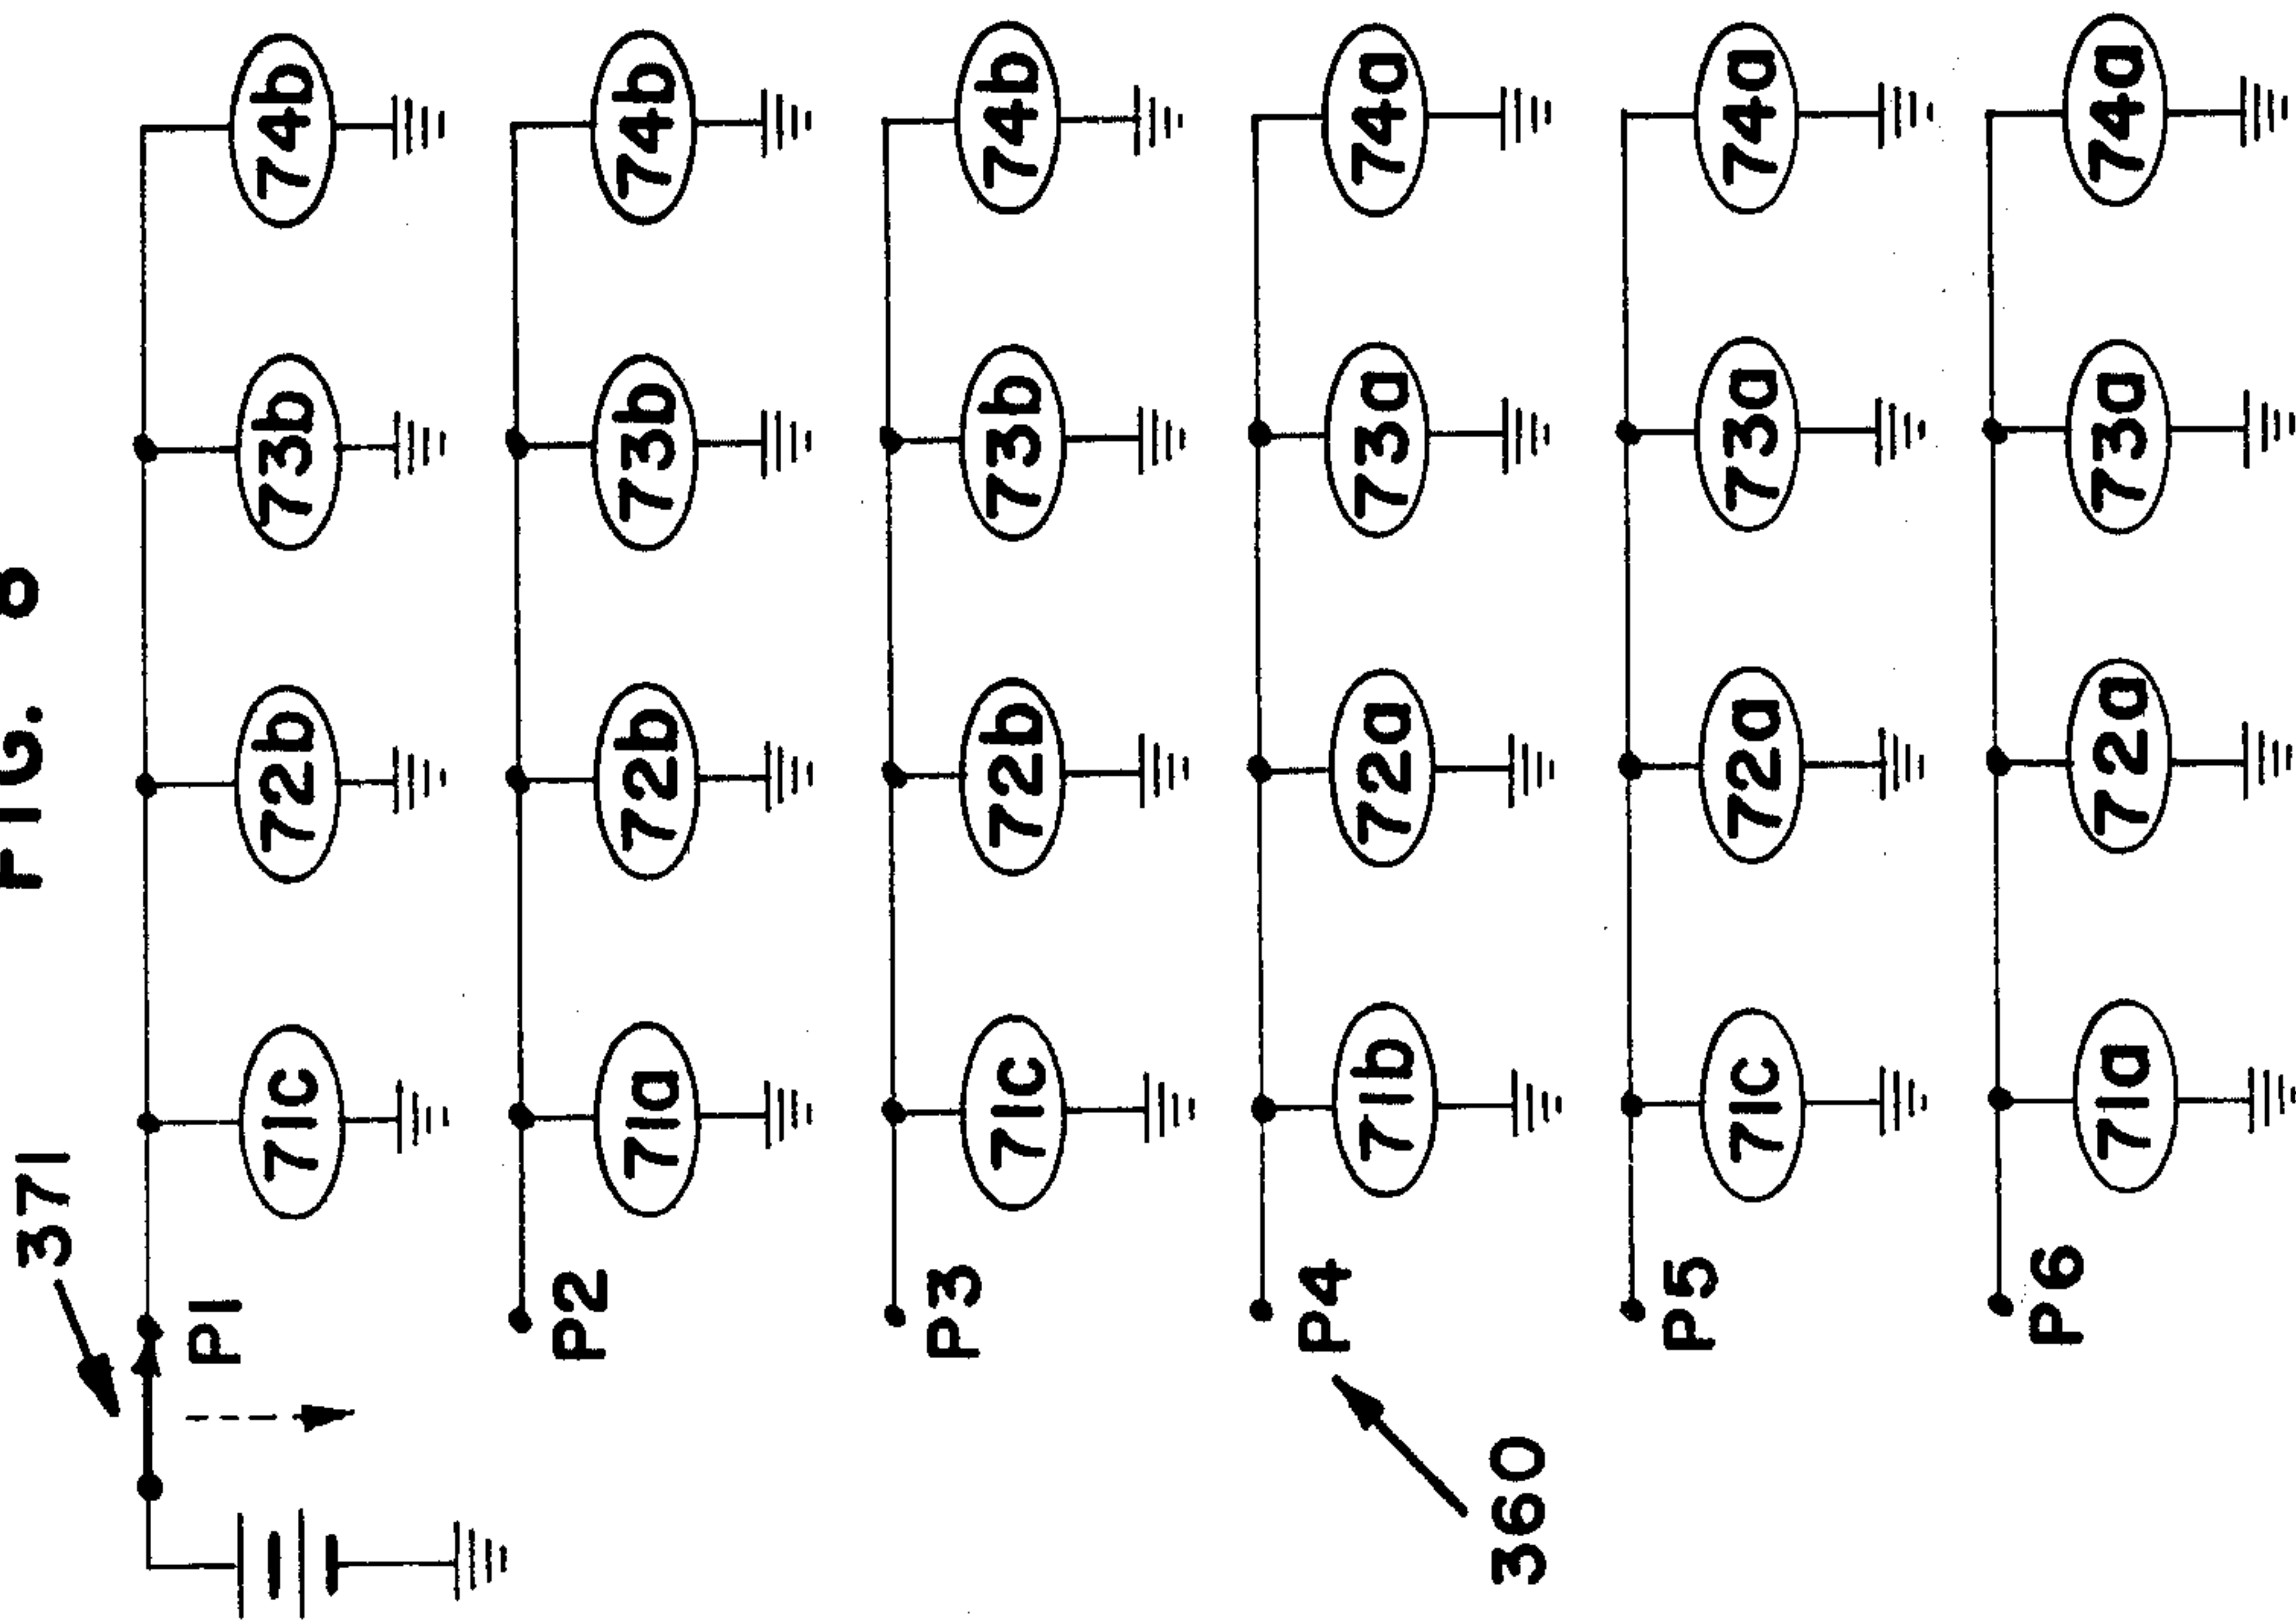 FIG. 8
371
P1 71c 72b 73b 74b
P2 71a 72b 73b 74b
P3 71c 72b 73b 74b
P4 71b 72a 73a 74a
360
P5 71c 72a 73a 74a
P6 71a 72a 73a 74a